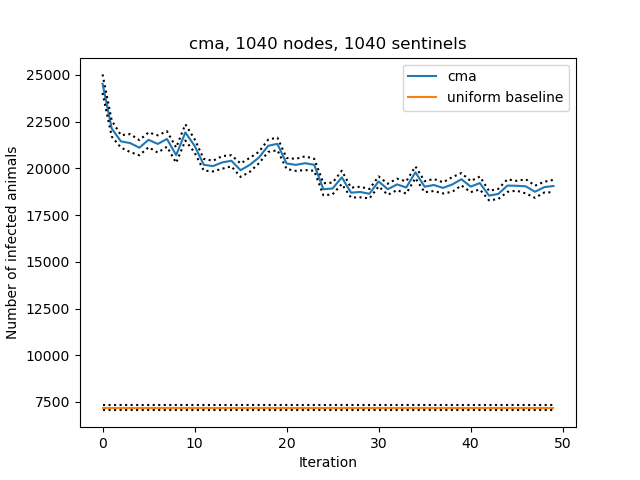 cma, 1040 nodes, 1040 sentinels
cma
uniform baseline
Number of infected animals
25000
22500
20000
17500
15000
12500
10000
7500
0 10 20 30 40 50
Iteration